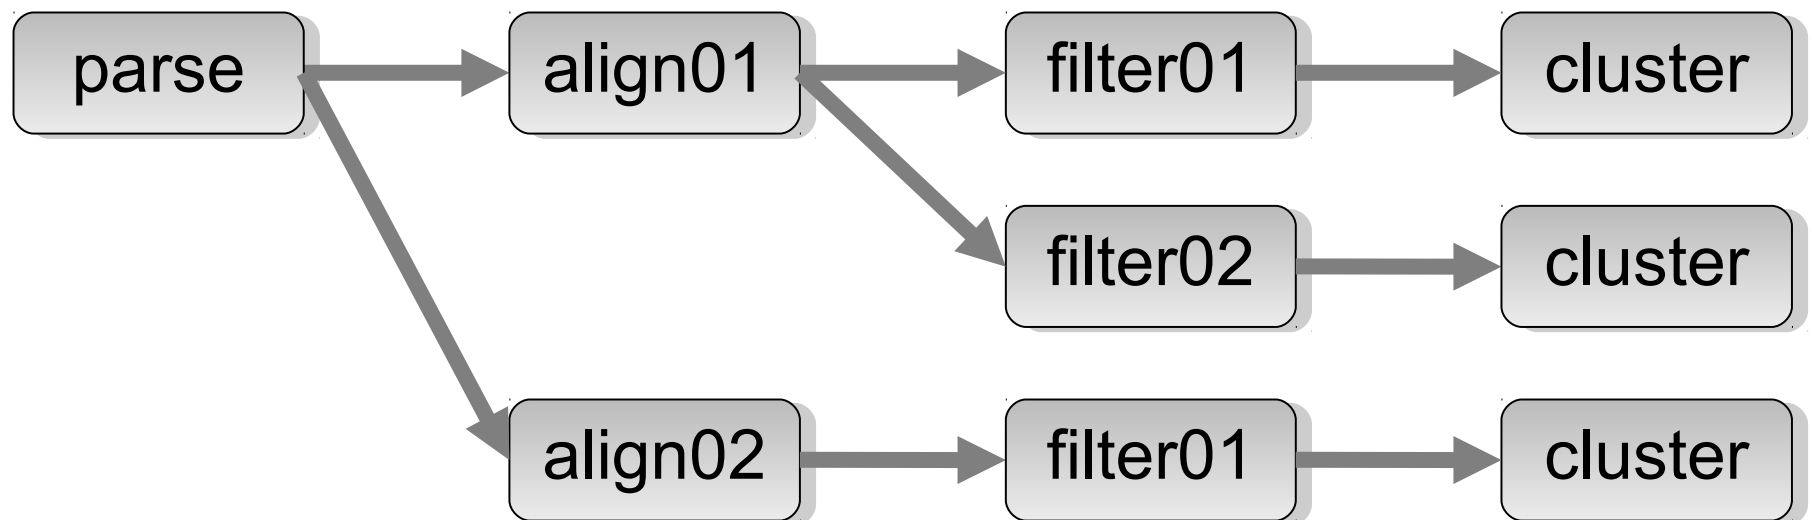 parse
align01
filter01
cluster
filter02
cluster
align02
filter01
cluster